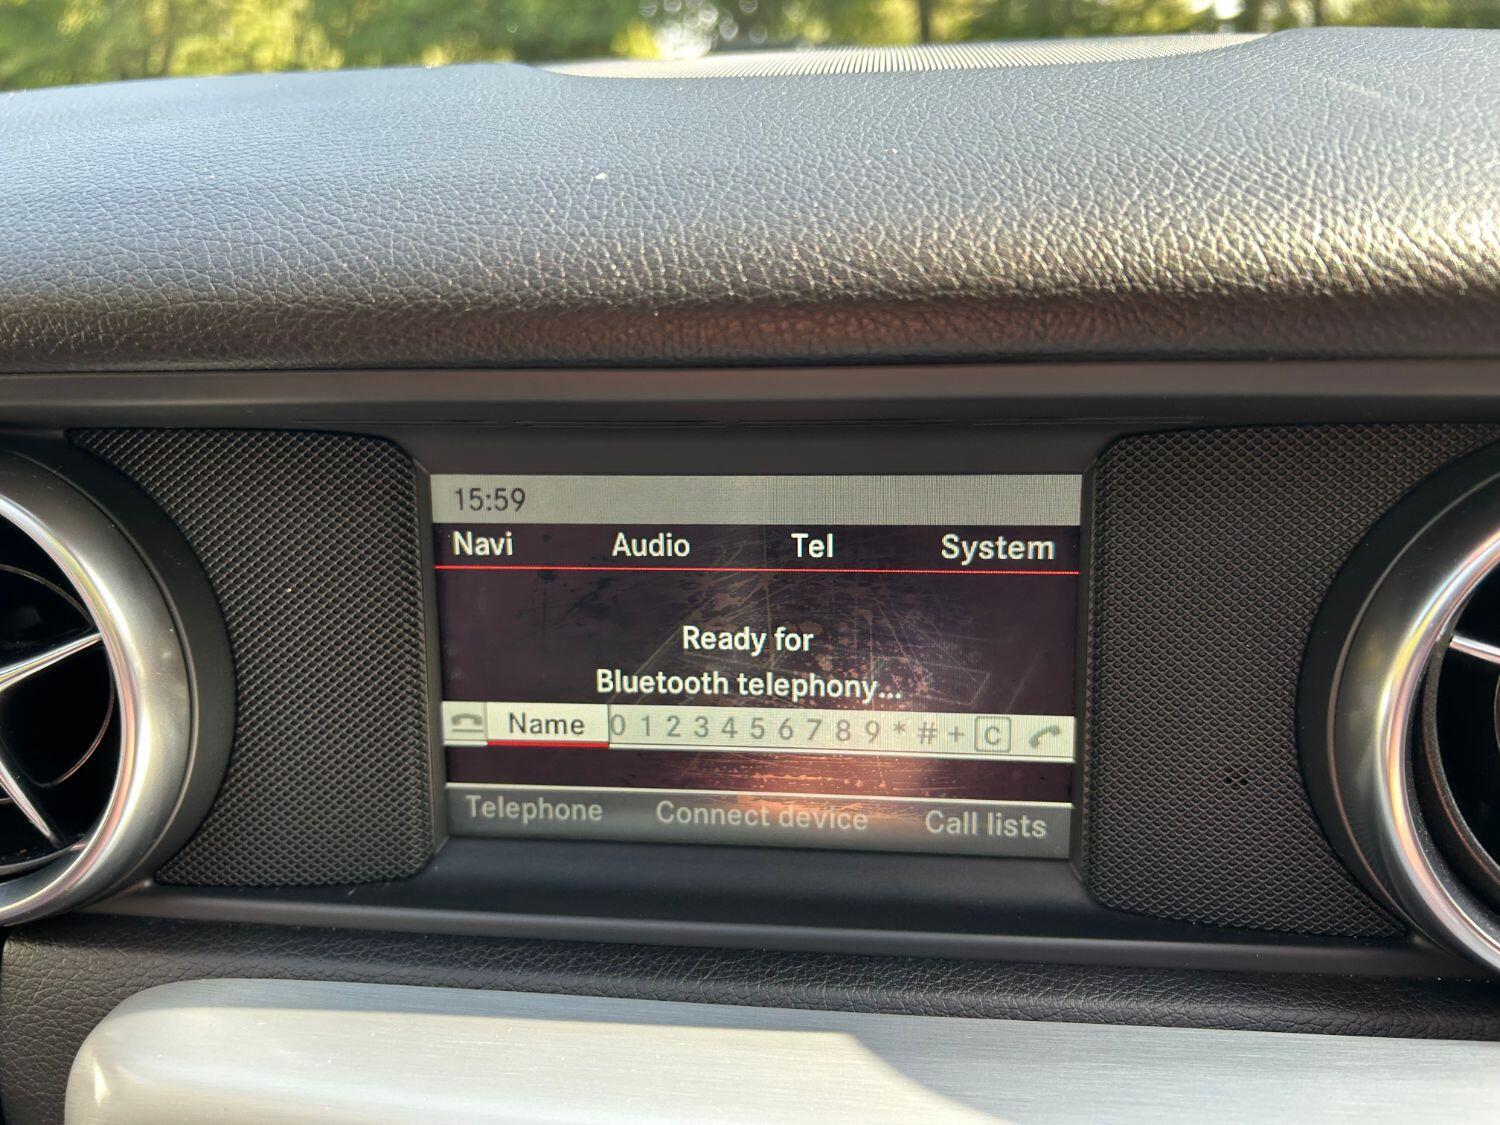 15:59
Navi Audio Tel System
Ready for
Bluetooth telephony...
Name 0 1 2 3 4 5 6 7 8 9 * # + C
Telephone Connect device Call lists